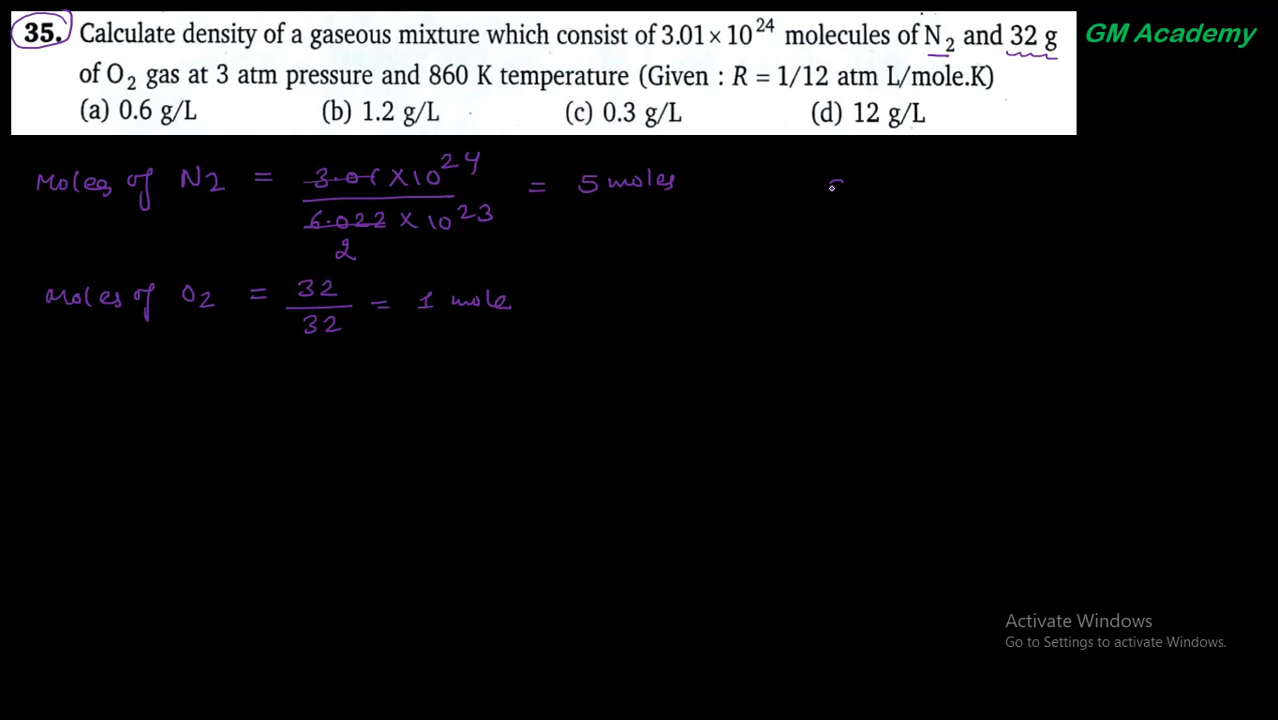 35. Calculate density of a gaseous mixture which consist of 3.01 × 10^24 molecules of N2 and 32 g
of O2 gas at 3 atm pressure and 860 K temperature (Given : R = 1/12 atm L/mole.K)
(a) 0.6 g/L (b) 1.2 g/L (c) 0.3 g/L (d) 12 g/L
GM Academy
Moles of N2 = 3.01 × 10^24 / 6.022 × 10^23 = 5 moles
2
moles of O2 = 32 / 32 = 1 mole
Activate Windows
Go to Settings to activate Windows.